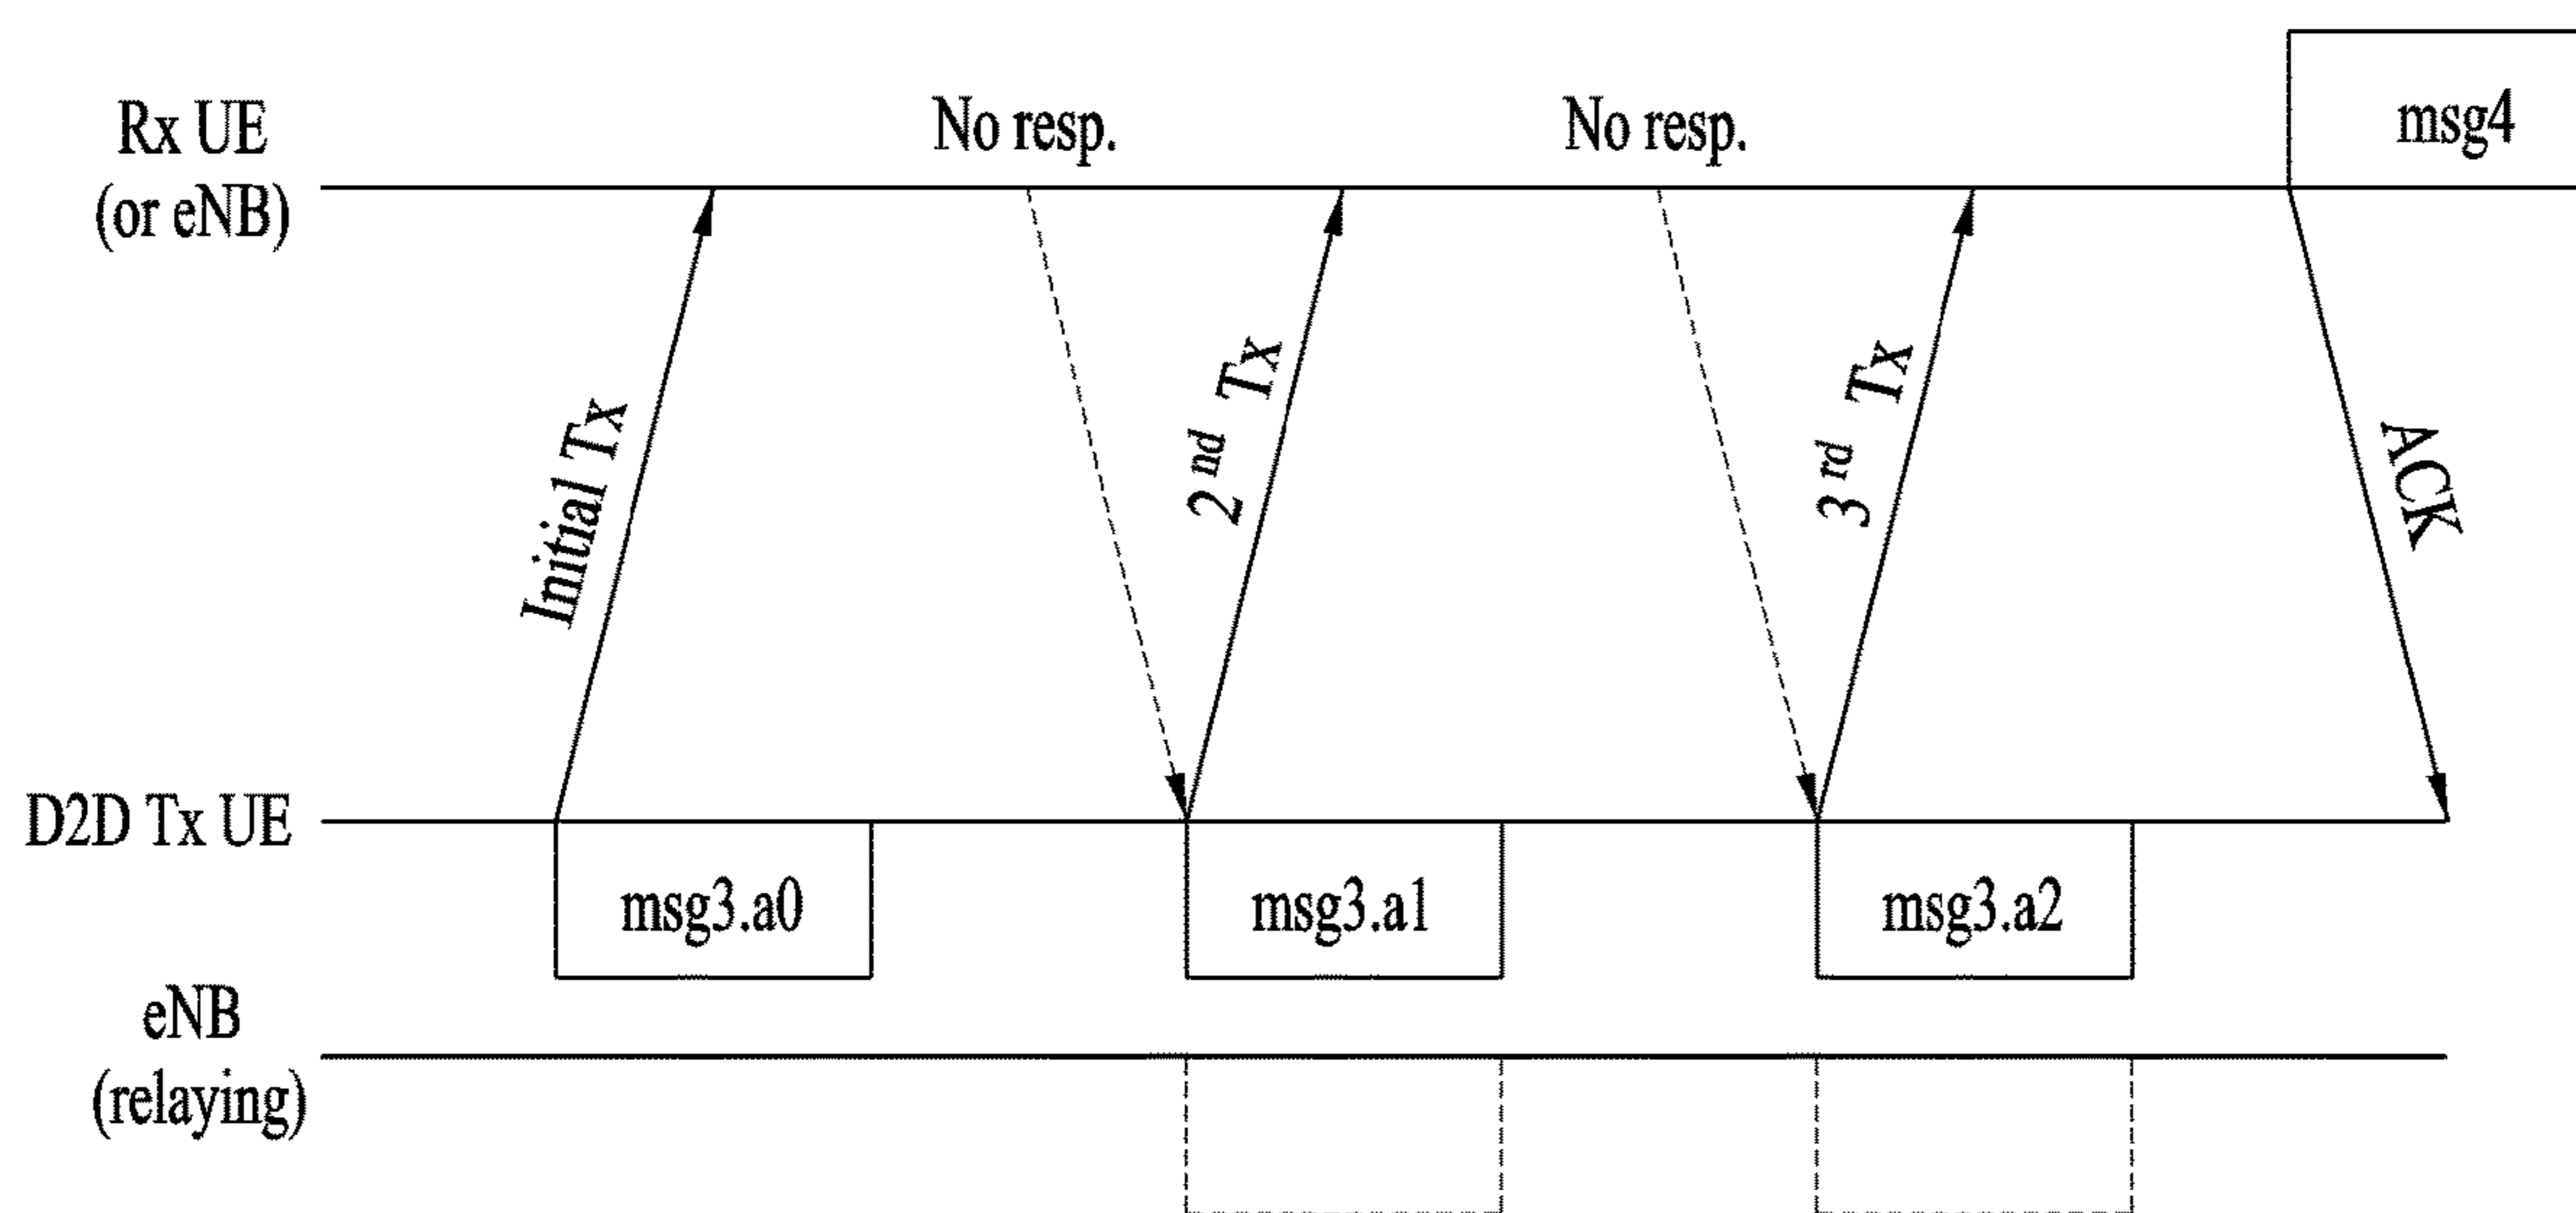 Rx UE
(or eNB)
No resp.
No resp.
msg4
Initial Tx
2nd Tx
3rd Tx
ACK
D2D Tx UE
msg3.a0
msg3.a1
msg3.a2
eNB
(relaying)